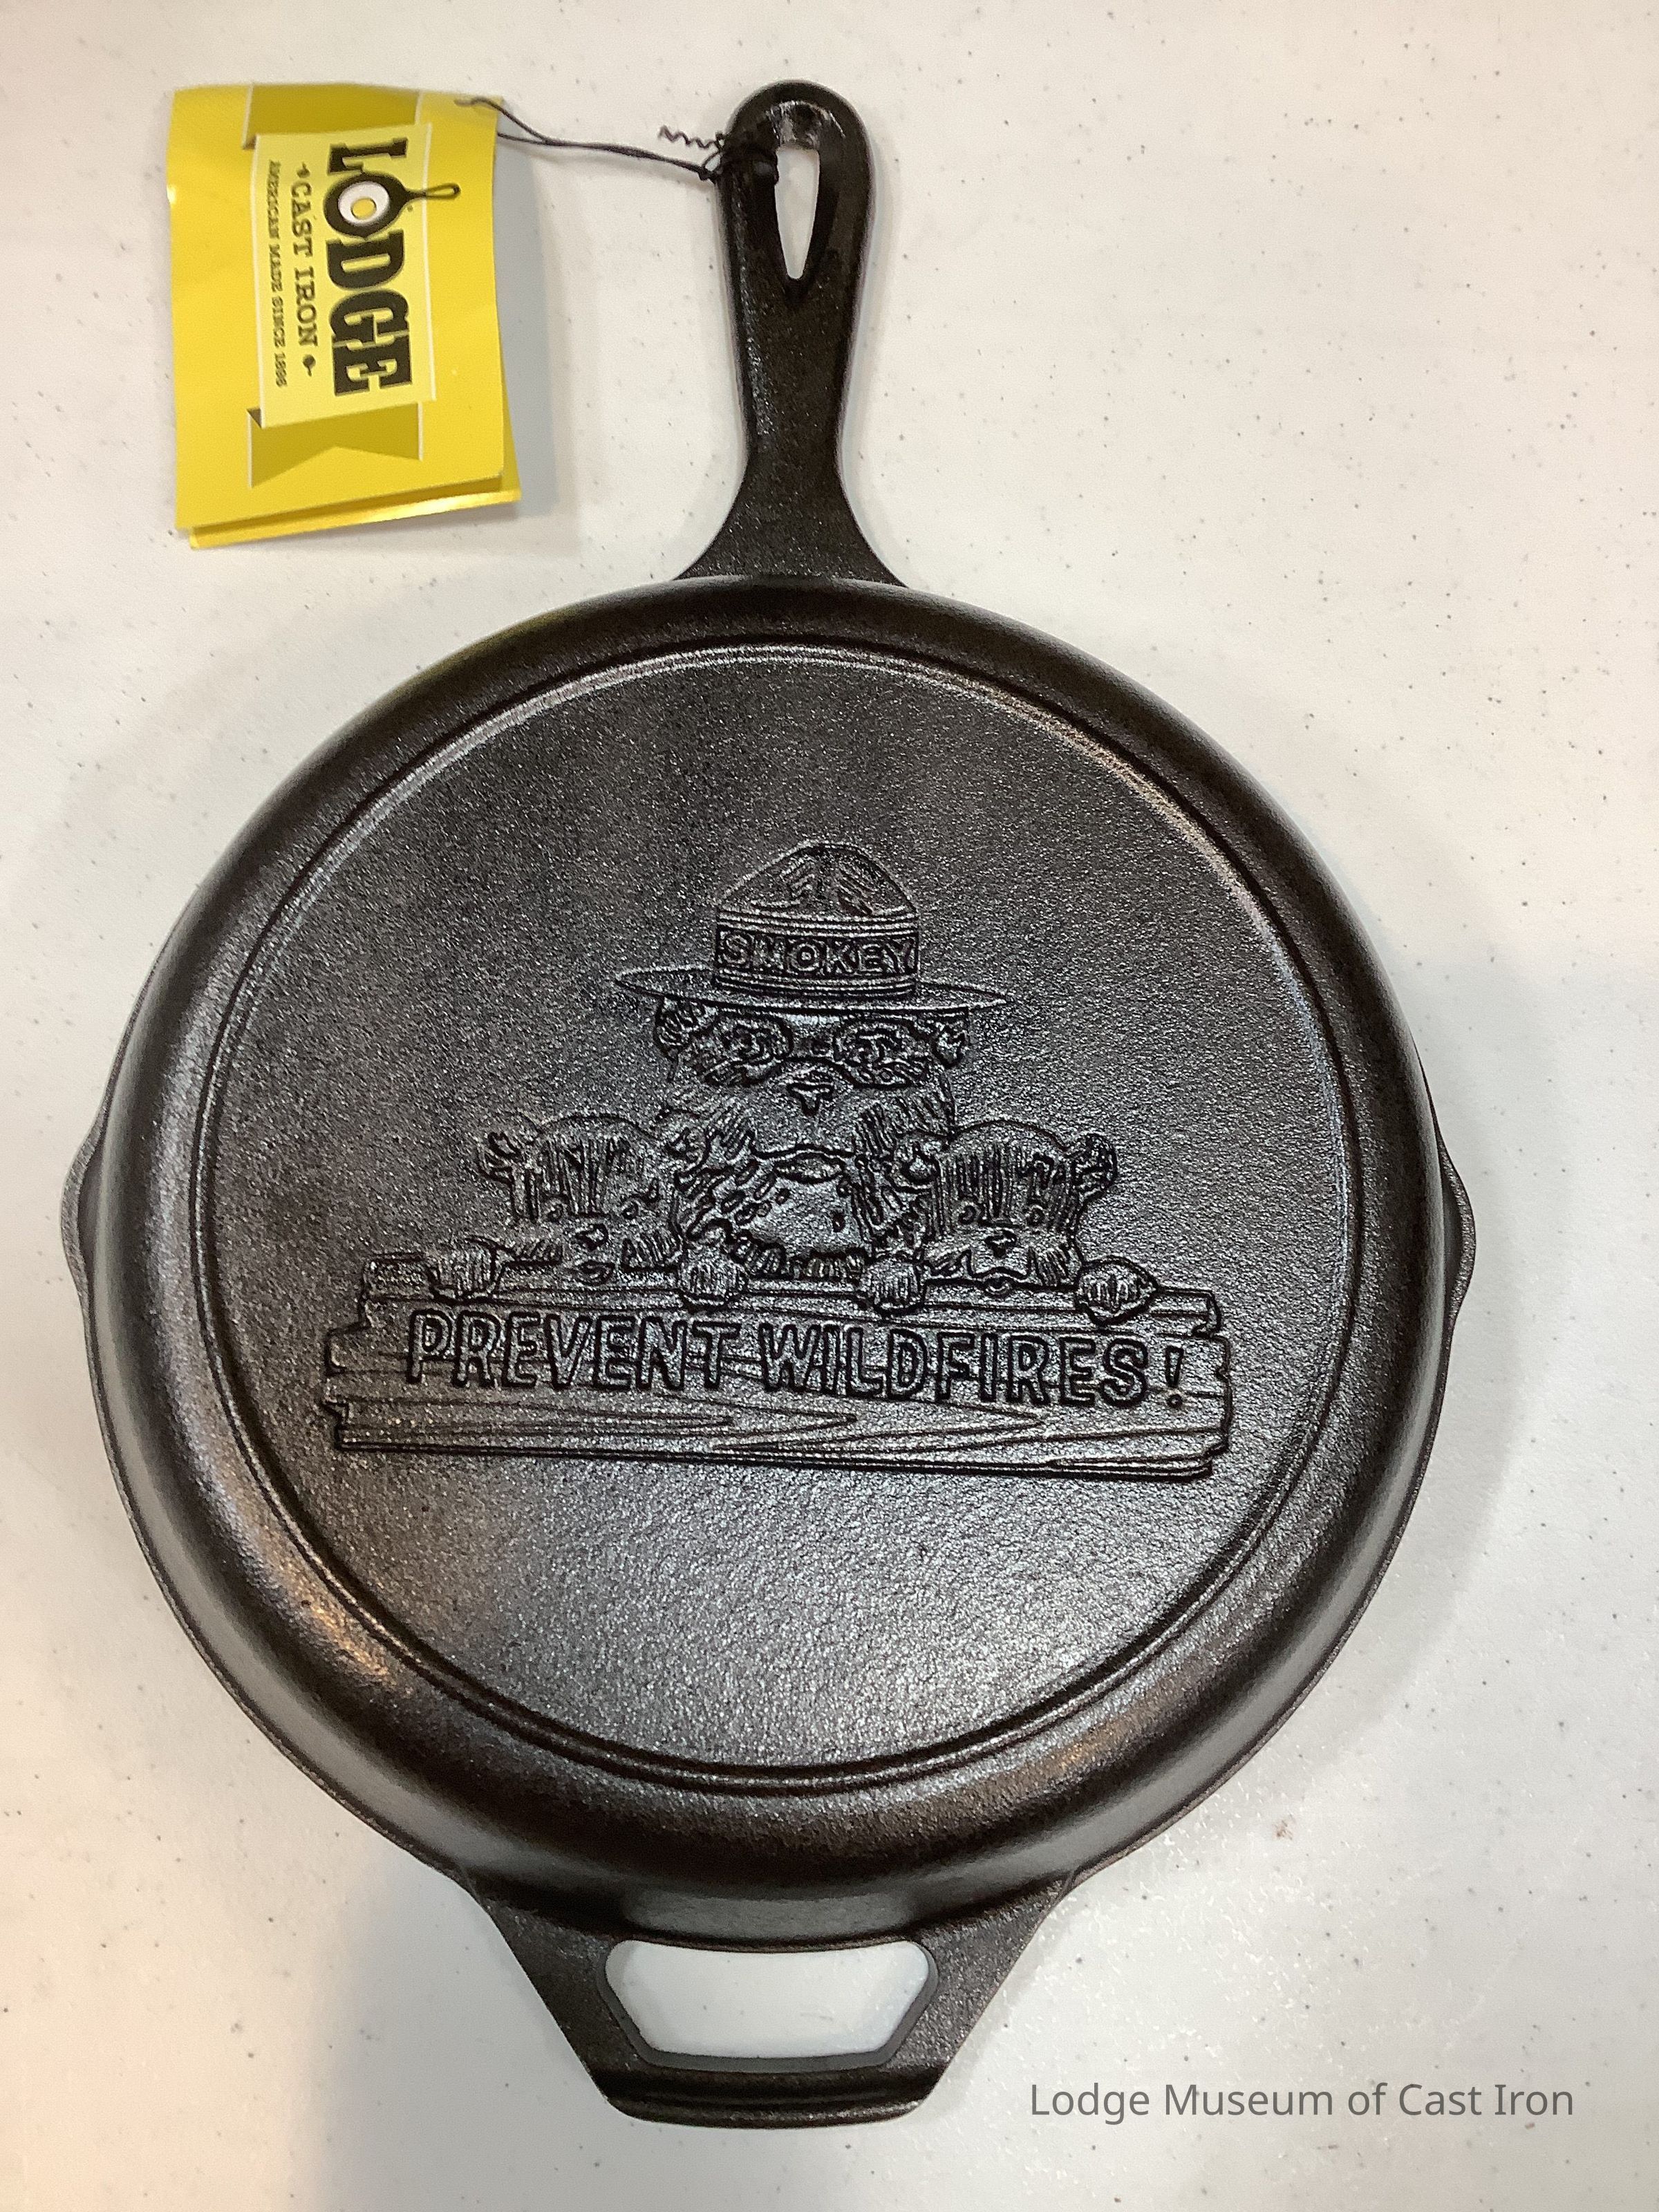 LODGE
CAST IRON
AMERICAN MADE SINCE 1896
SMOKEY
PREVENT WILDFIRES!
Lodge Museum of Cast Iron